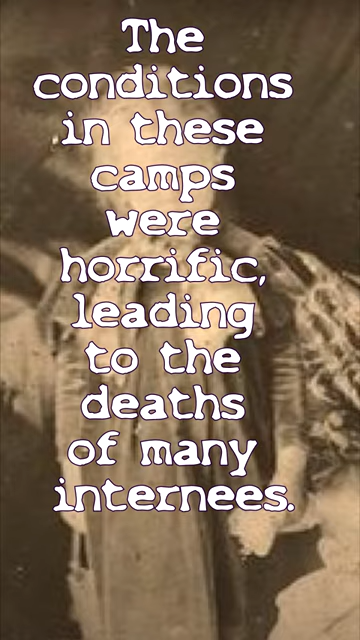 The
conditions
in these
camps
were
horrific,
leading
to the
deaths
of many
internees.